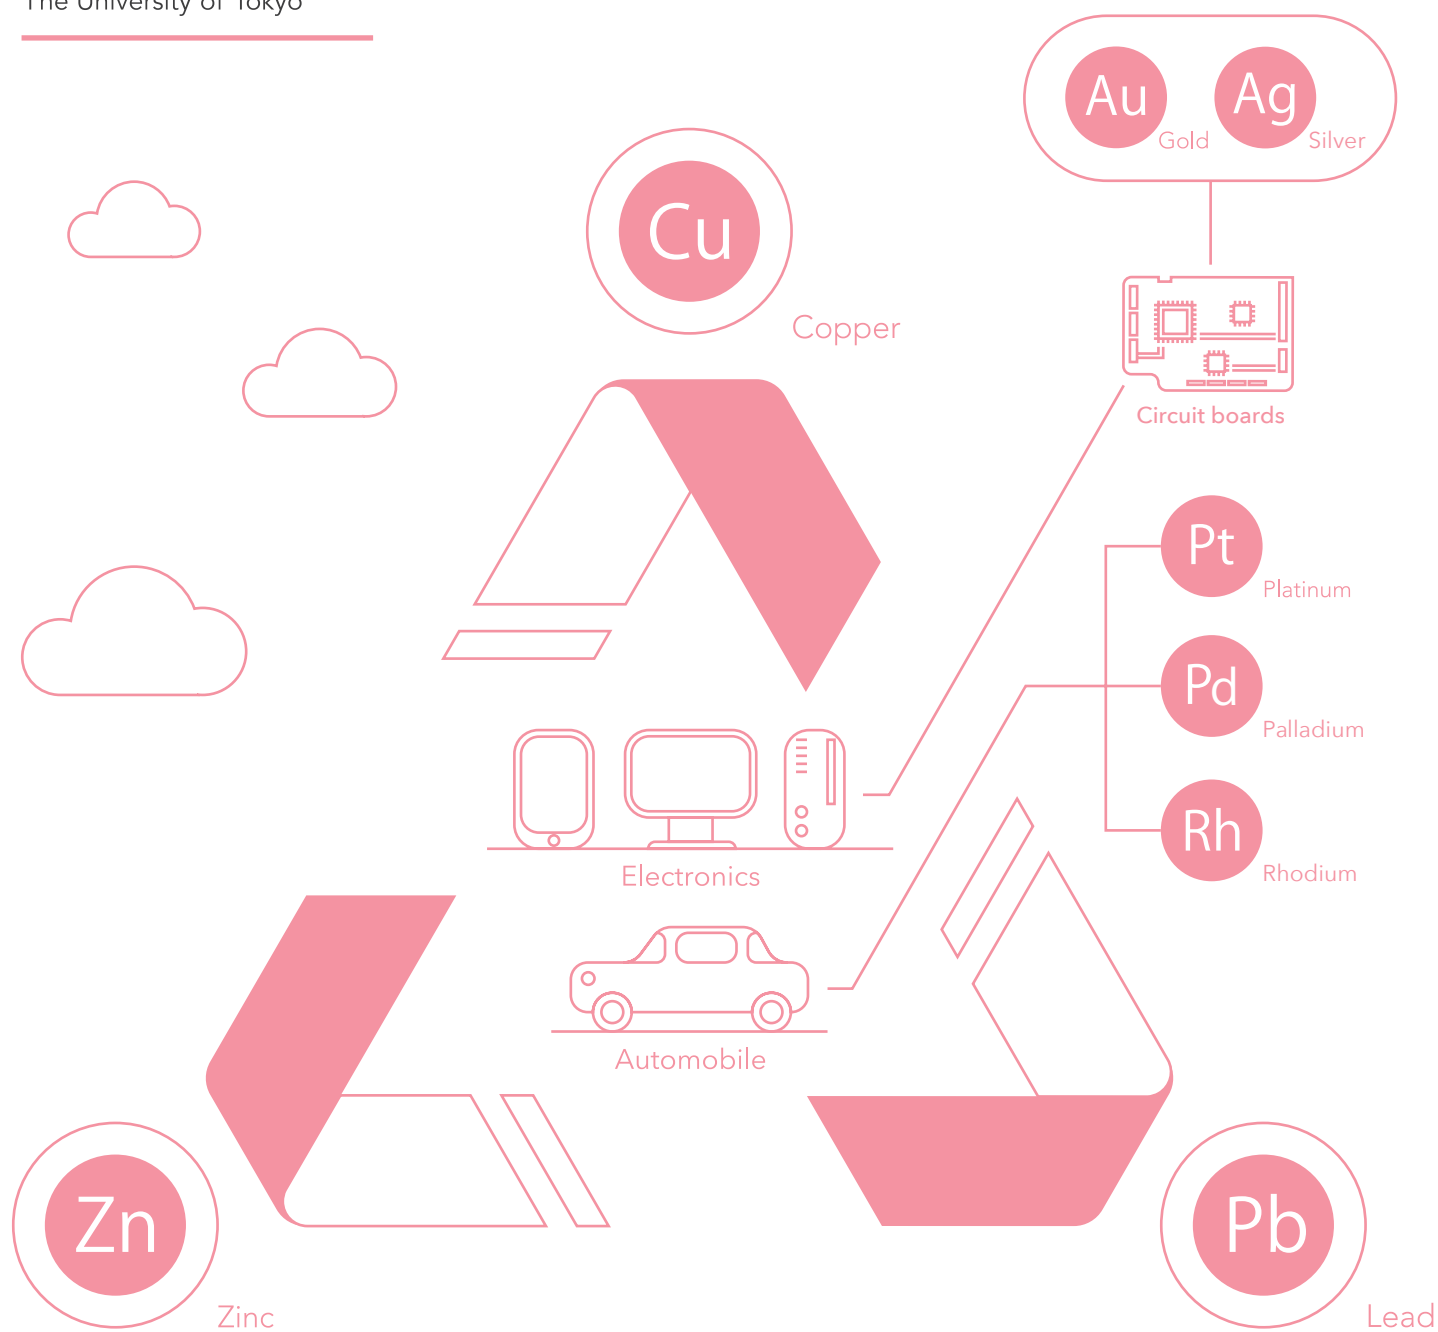 The University of Tokyo
Au
Gold
Ag
Silver
Cu
Copper
Circuit boards
Pt
Platinum
Pd
Palladium
Rh
Rhodium
Electronics
Automobile
Zn
Zinc
Pb
Lead